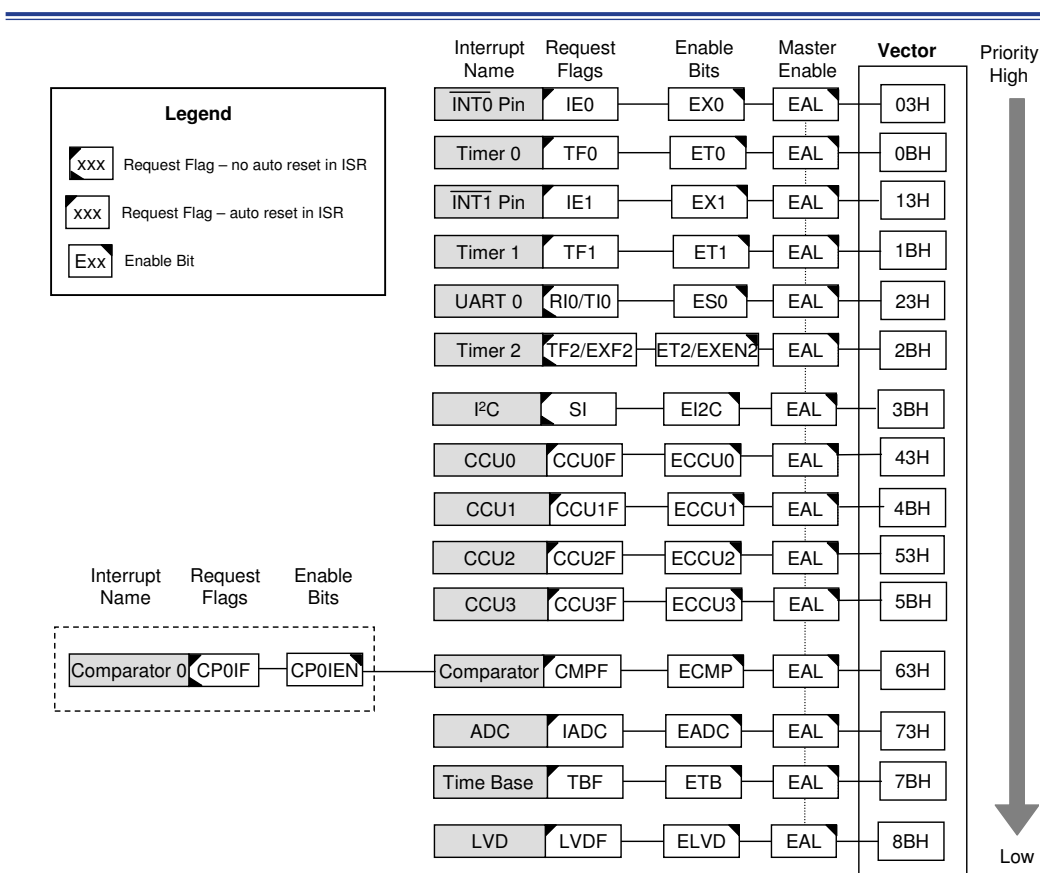 Interrupt Name Request Flags Enable Bits Master Enable Vector Priority High
Legend
xxx Request Flag – no auto reset in ISR
xxx Request Flag – auto reset in ISR
Exx Enable Bit
INT0 Pin IE0 EX0 EAL 03H
Timer 0 TF0 ET0 EAL 0BH
INT1 Pin IE1 EX1 EAL 13H
Timer 1 TF1 ET1 EAL 1BH
UART 0 RI0/TI0 ES0 EAL 23H
Timer 2 TF2/EXF2 ET2/EXEN2 EAL 2BH
I²C SI EI2C EAL 3BH
CCU0 CCU0F ECCU0 EAL 43H
CCU1 CCU1F ECCU1 EAL 4BH
CCU2 CCU2F ECCU2 EAL 53H
CCU3 CCU3F ECCU3 EAL 5BH
Interrupt Name Request Flags Enable Bits
Comparator 0 CP0IF CP0IEN Comparator CMPF ECMP EAL 63H
ADC IADC EADC EAL 73H
Time Base TBF ETB EAL 7BH
LVD LVDF ELVD EAL 8BH
Low